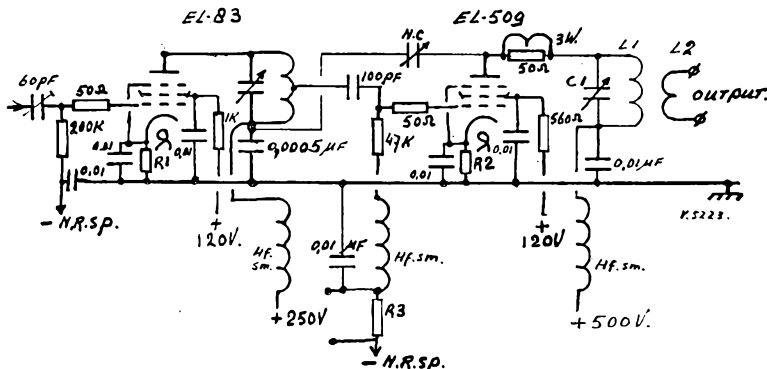 EL-83
EL-509
N.C
3W.
50Ω
L1
L2
60pF
50Ω
100pF
C1
OUTPUT.
200K
1K
0,0005µF
50Ω
560Ω
0,01
R1
0,01
47K
0,01
R2
0,01
0,01µF
0.01
- N.R.sp.
+
120V.
Hf.
sm.
+250V
0,01 µF
Hf.sm.
R3
- N.R.sp.
+
120V
Hf.sm.
+500V.
V.5223.